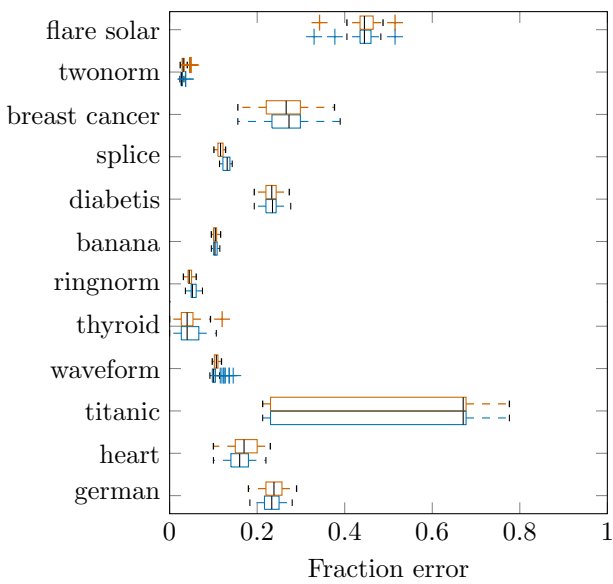 flare solar
twonorm
breast cancer
splice
diabetis
banana
ringnorm
thyroid
waveform
titanic
heart
german
0 0.2 0.4 0.6 0.8 1
Fraction error